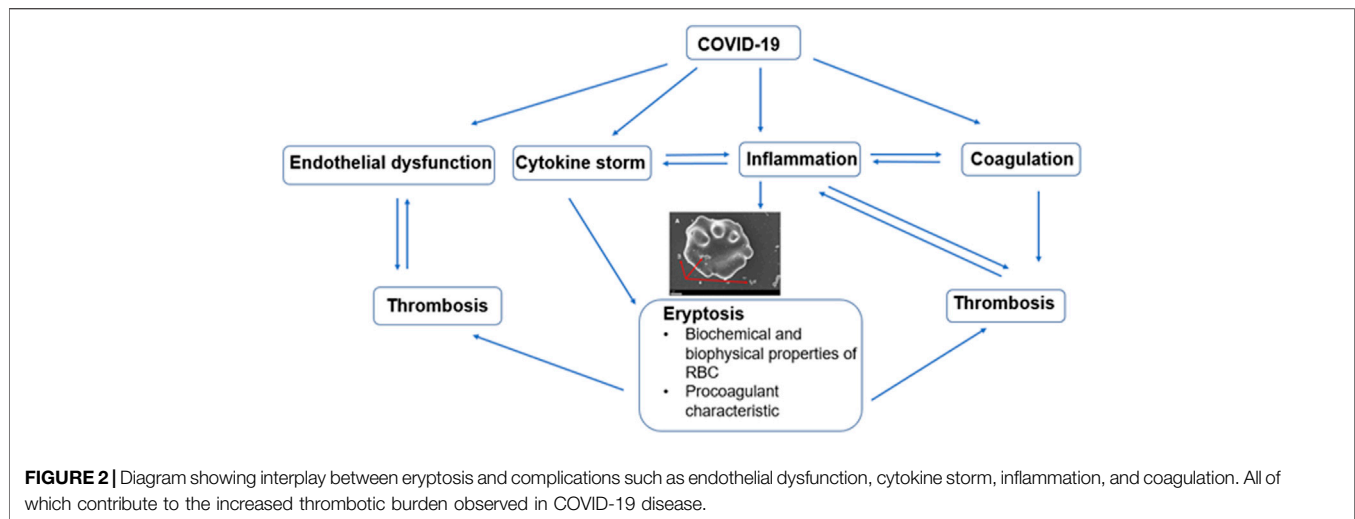 COVID-19
Endothelial dysfunction
Cytokine storm
Inflammation
Coagulation
A
Thrombosis
Eryptosis
• Biochemical and
biophysical properties of
RBC
• Procoagulant
characteristic
Thrombosis
FIGURE 2 | Diagram showing interplay between eryptosis and complications such as endothelial dysfunction, cytokine storm, inflammation, and coagulation. All of
which contribute to the increased thrombotic burden observed in COVID-19 disease.